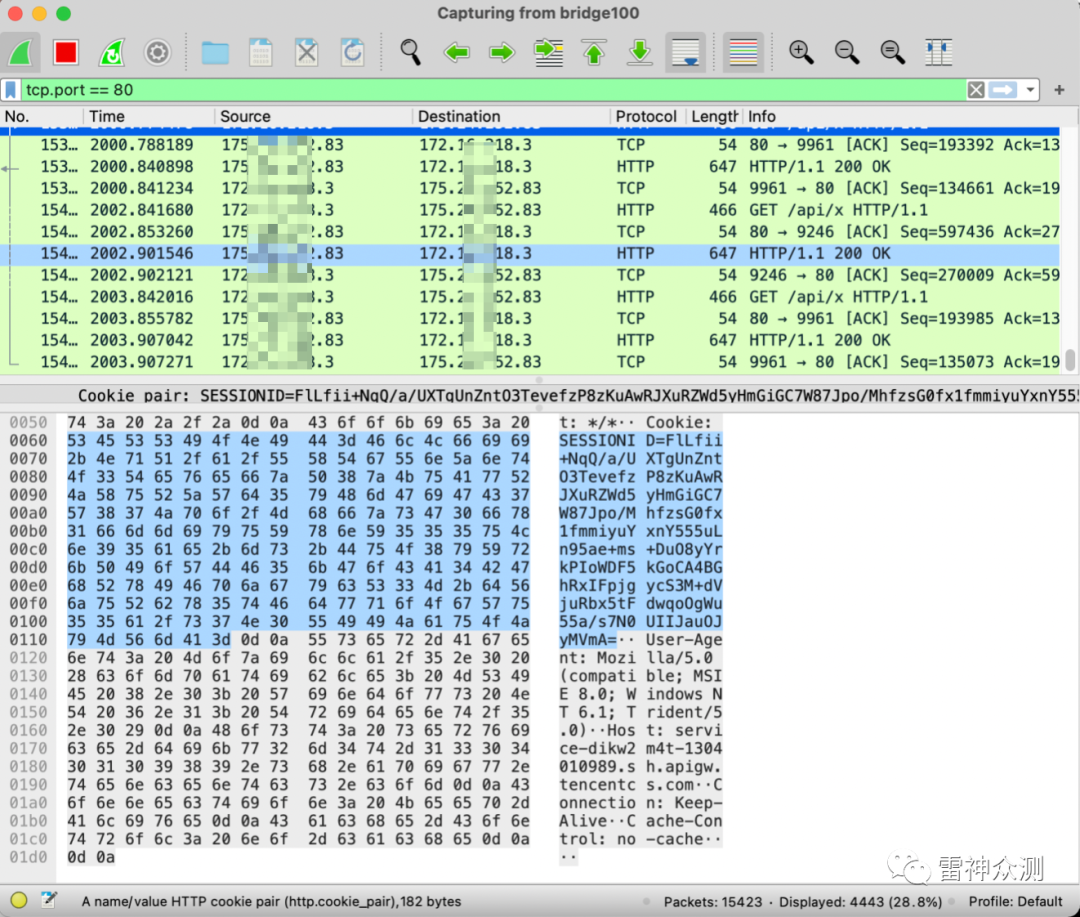 Capturing from bridge100
tcp.port == 80
No. Time Source Destination Protocol Length Info
153… 2000.788189 175 2.83 172.1 218.3 TCP 54 80 → 9961 [ACK] Seq=193392 Ack=13
153… 2000.840898 175 2.83 172.1 18.3 HTTP 647 HTTP/1.1 200 OK
153… 2000.841234 172 3.3 175.2 52.83 TCP 54 9961 → 80 [ACK] Seq=134661 Ack=19
154… 2002.841680 172 .3 175.2 52.83 HTTP 466 GET /api/x HTTP/1.1
154… 2002.853260 175 2.83 172.1 18.3 TCP 54 80 → 9246 [ACK] Seq=597436 Ack=27
154… 2002.901546 175 2.83 172.1 18.3 HTTP 647 HTTP/1.1 200 OK
154… 2002.902121 172 3.3 175.2 52.83 TCP 54 9246 → 80 [ACK] Seq=270009 Ack=59
154… 2003.842016 172 3.3 175.2 52.83 HTTP 466 GET /api/x HTTP/1.1
154… 2003.855782 175 .83 172.1 18.3 TCP 54 80 → 9961 [ACK] Seq=193985 Ack=13
154… 2003.907042 175 2.83 172.1 18.3 HTTP 647 HTTP/1.1 200 OK
154… 2003.907271 172 3.3 175.2 52.83 TCP 54 9961 → 80 [ACK] Seq=135073 Ack=19
Cookie pair: SESSIONID=FlLfii+NqQ/a/UXTgUnZntO3TevefzP8zKuAwRJXuRZWd5yHmGiGC7W87Jpo/MhfzsG0fx1fmmiyuYxnY555
0050 74 3a 20 2a 2f 2a 0d 0a 43 6f 6f 6b 69 65 3a 20 t: */*·· Cookie:
0060 53 45 53 53 49 4f 4e 49 44 3d 46 6c 4c 66 69 69 SESSIONI D=FlLfii
0070 2b 4e 71 51 2f 61 2f 55 58 54 67 55 6e 5a 6e 74 +NqQ/a/U XTgUnZnt
0080 4f 33 54 65 76 65 66 7a 50 38 7a 4b 75 41 77 52 O3Tevefz P8zKuAwR
0090 4a 58 75 52 5a 57 64 35 79 48 6d 47 69 47 43 37 JXuRZWd5 yHmGiGC7
00a0 57 38 37 4a 70 6f 2f 4d 68 66 7a 73 47 30 66 78 W87Jpo/M hfzsG0fx
00b0 31 66 6d 6d 69 79 75 59 78 6e 59 35 35 35 75 4c 1fmmiyuY xnY555uL
00c0 6e 39 35 61 65 2b 6d 73 2b 44 75 4f 38 79 59 72 n95ae+ms +DuO8yYr
00d0 6b 50 49 6f 57 44 46 35 6b 47 6f 43 41 34 42 47 kPIoWDF5 kGoCA4BG
00e0 68 52 78 49 46 70 6a 67 79 63 53 33 4d 2b 64 56 hRxIFpjg ycS3M+dV
00f0 6a 75 52 62 78 35 74 46 64 77 71 6f 4f 67 57 75 juRbx5tF dwqoOgWu
0100 35 35 61 2f 73 37 4e 30 55 49 49 4a 61 75 4f 4a 55a/s7N0 UIIJauOJ
0110 79 4d 56 6d 41 3d 0d 0a 55 73 65 72 2d 41 67 65 yMVmA=·· User-Age
0120 6e 74 3a 20 4d 6f 7a 69 6c 6c 61 2f 35 2e 30 20 nt: Mozi lla/5.0
0130 28 63 6f 6d 70 61 74 69 62 6c 65 3b 20 4d 53 49 (compati ble; MSI
0140 45 20 38 2e 30 3b 20 57 69 6e 64 6f 77 73 20 4e E 8.0; W indows N
0150 54 20 36 2e 31 3b 20 54 72 69 64 65 6e 74 2f 35 T 6.1; T rident/5
0160 2e 30 29 0d 0a 48 6f 73 74 3a 20 73 65 72 76 69 .0)··Hos t: servi
0170 63 65 2d 64 69 6b 77 32 6d 34 74 2d 31 33 30 34 ce-dikw2 m4t-1304
0180 30 31 30 39 38 39 2e 73 68 2e 61 70 69 67 77 2e 010989.s h.apigw.
0190 74 65 6e 63 65 6e 74 63 73 2e 63 6f 6d 0d 0a 43 tencentc s.com··C
01a0 6f 6e 6e 65 63 74 69 6f 6e 3a 20 4b 65 65 70 2d onnectio n: Keep-
01b0 41 6c 69 76 65 0d 0a 43 61 63 68 65 2d 43 6f 6e Alive··C ache-Con
01c0 74 72 6f 6c 3a 20 6e 6f 2d 63 61 63 68 65 0d 0a trol: no -cache··
01d0 0d 0a ··
雷神众测
A name/value HTTP cookie pair (http.cookie_pair), 182 bytes Packets: 15423 · Displayed: 4443 (28.8%) Profile: Default